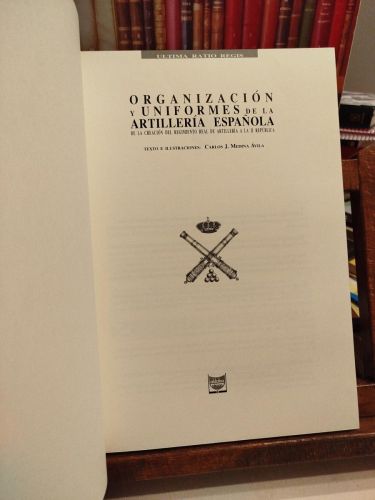 ULTIMA RATIO REGIS
ORGANIZACIÓN
Y UNIFORMES DE LA
ARTILLERÍA ESPAÑOLA
DE LA CREACIÓN DEL REGIMIENTO REAL DE ARTILLERÍA A LA II REPÚBLICA
TEXTO E ILUSTRACIONES: CARLOS J. MEDINA ÁVILA